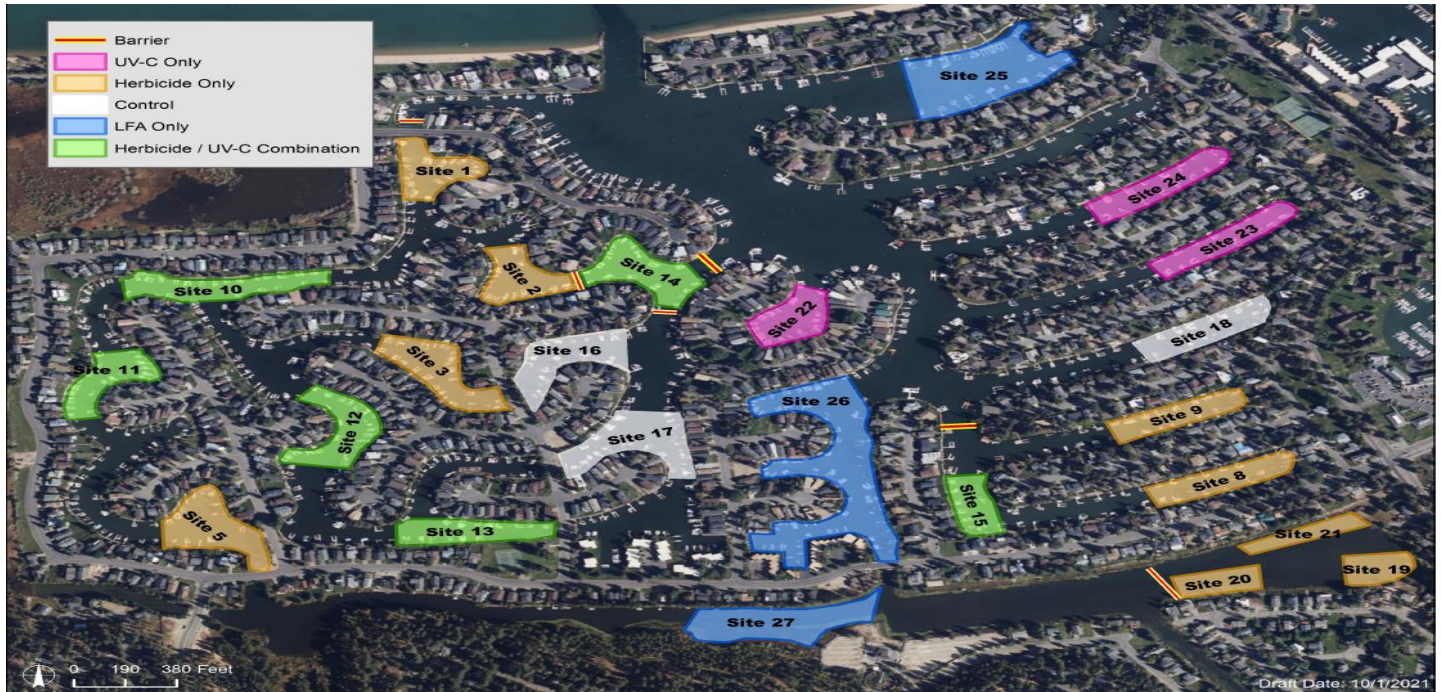 Barrier
UV-C Only
Herbicide Only
Control
LFA Only
Herbicide / UV-C Combination
Site 25
Site 1
Site 24
Site 23
Site 2
Site 14
Site 10
Site 22
Site 18
Site 16
Site 3
Site 11
Site 26
Site 9
Site 12
Site 17
Site 8
Site 15
Site 5
Site 13
Site 21
Site 19
Site 20
Site 27
0 190 380 Feet
Draft Date: 10/1/2021